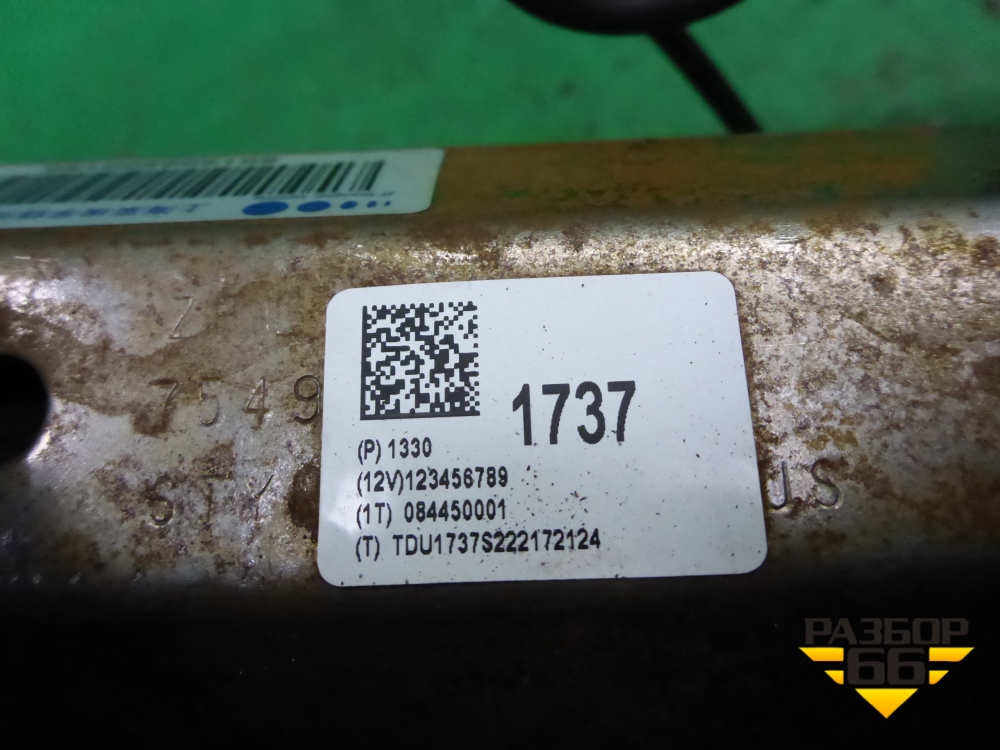 7549
1737
(P) 1330
(12V)123456789
(1T) 084450001
(T) TDU1737S222172124
US
РАЗБОР
66